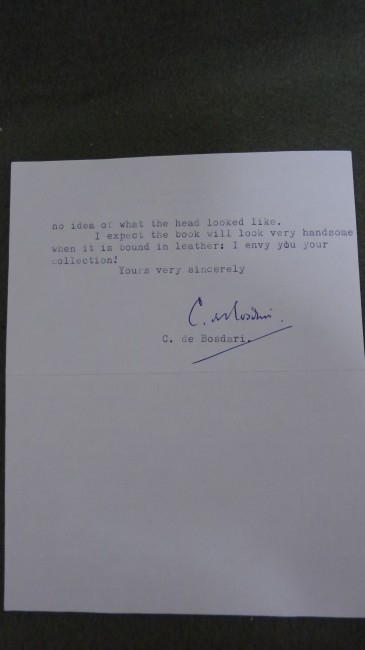 no idea of what the head looked like.
I expect the book will look very handsome
when it is bound in leather: I envy you your
collection!
Yours very sincerely
C. de Bosdari.
C. de Bosdari.